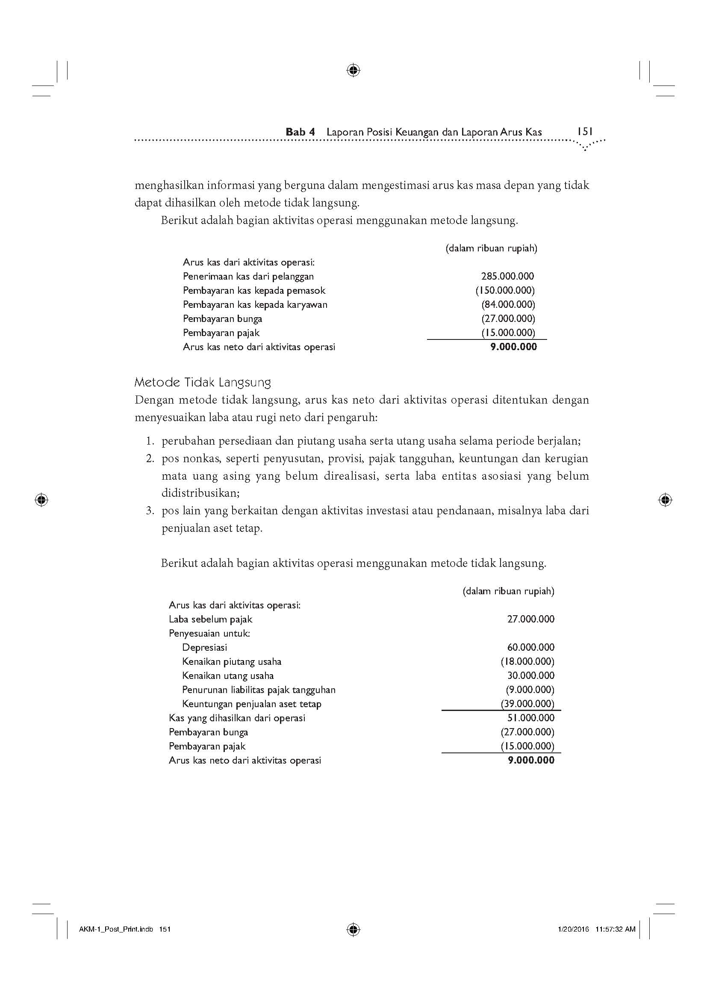 Bab 4 Laporan Posisi Keuangan dan Laporan Arus Kas 151
menghasilkan informasi yang berguna dalam mengestimasi arus kas masa depan yang tidak
dapat dihasilkan oleh metode tidak langsung.
Berikut adalah bagian aktivitas operasi menggunakan metode langsung.
(dalam ribuan rupiah)
Arus kas dari aktivitas operasi:
Penerimaan kas dari pelanggan 285.000.000
Pembayaran kas kepada pemasok (150.000.000)
Pembayaran kas kepada karyawan (84.000.000)
Pembayaran bunga (27.000.000)
Pembayaran pajak (15.000.000)
Arus kas neto dari aktivitas operasi 9.000.000
Metode Tidak Langsung
Dengan metode tidak langsung, arus kas neto dari aktivitas operasi ditentukan dengan
menyesuaikan laba atau rugi neto dari pengaruh:
1. perubahan persediaan dan piutang usaha serta utang usaha selama periode berjalan;
2. pos nonkas, seperti penyusutan, provisi, pajak tangguhan, keuntungan dan kerugian
mata uang asing yang belum direalisasi, serta laba entitas asosiasi yang belum
didistribusikan;
3. pos lain yang berkaitan dengan aktivitas investasi atau pendanaan, misalnya laba dari
penjualan aset tetap.
Berikut adalah bagian aktivitas operasi menggunakan metode tidak langsung.
(dalam ribuan rupiah)
Arus kas dari aktivitas operasi:
Laba sebelum pajak 27.000.000
Penyesuaian untuk:
Depresiasi 60.000.000
Kenaikan piutang usaha (18.000.000)
Kenaikan utang usaha 30.000.000
Penurunan liabilitas pajak tangguhan (9.000.000)
Keuntungan penjualan aset tetap (39.000.000)
Kas yang dihasilkan dari operasi 51.000.000
Pembayaran bunga (27.000.000)
Pembayaran pajak (15.000.000)
Arus kas neto dari aktivitas operasi 9.000.000
AKM-1_Post_Print.indb 151 1/20/2016 11:57:32 AM